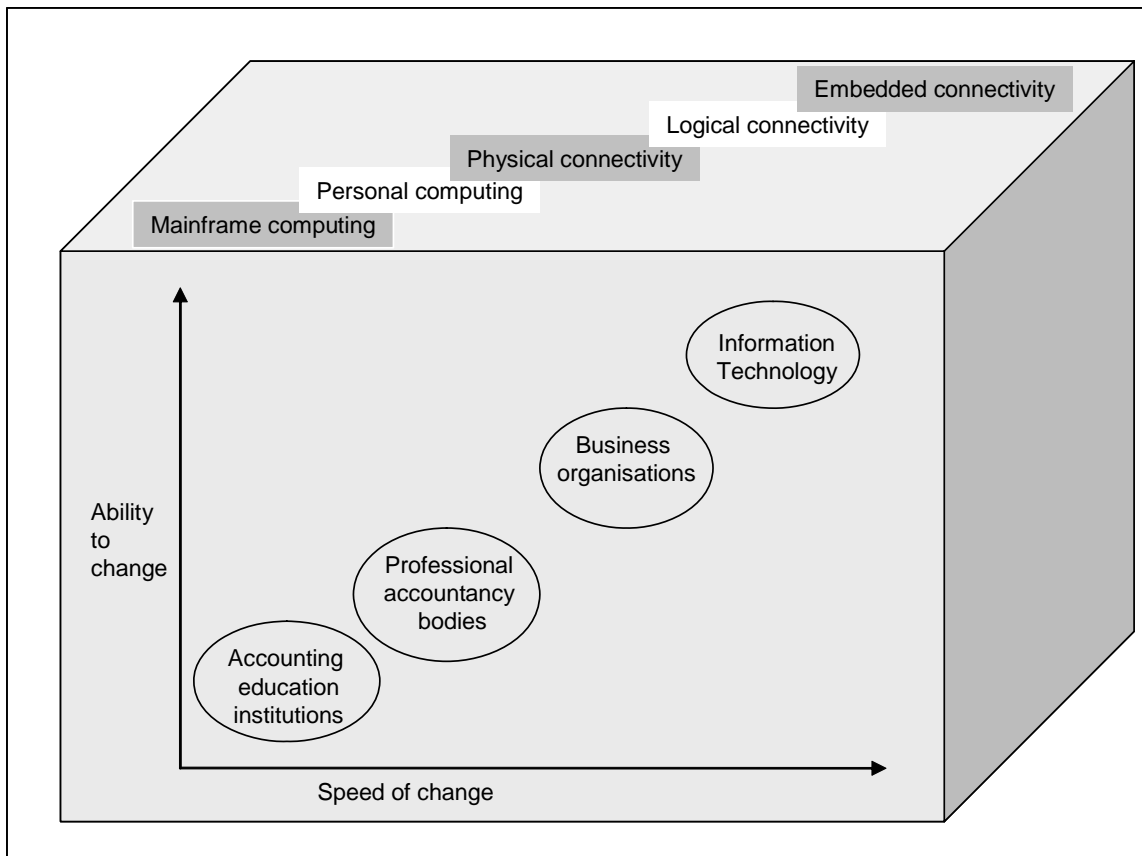 Embedded connectivity
Logical connectivity
Physical connectivity
Personal computing
Mainframe computing
Information
Technology
Business
organisations
Ability
to
change
Professional
accountancy
bodies
Accounting
education
institutions
Speed of change